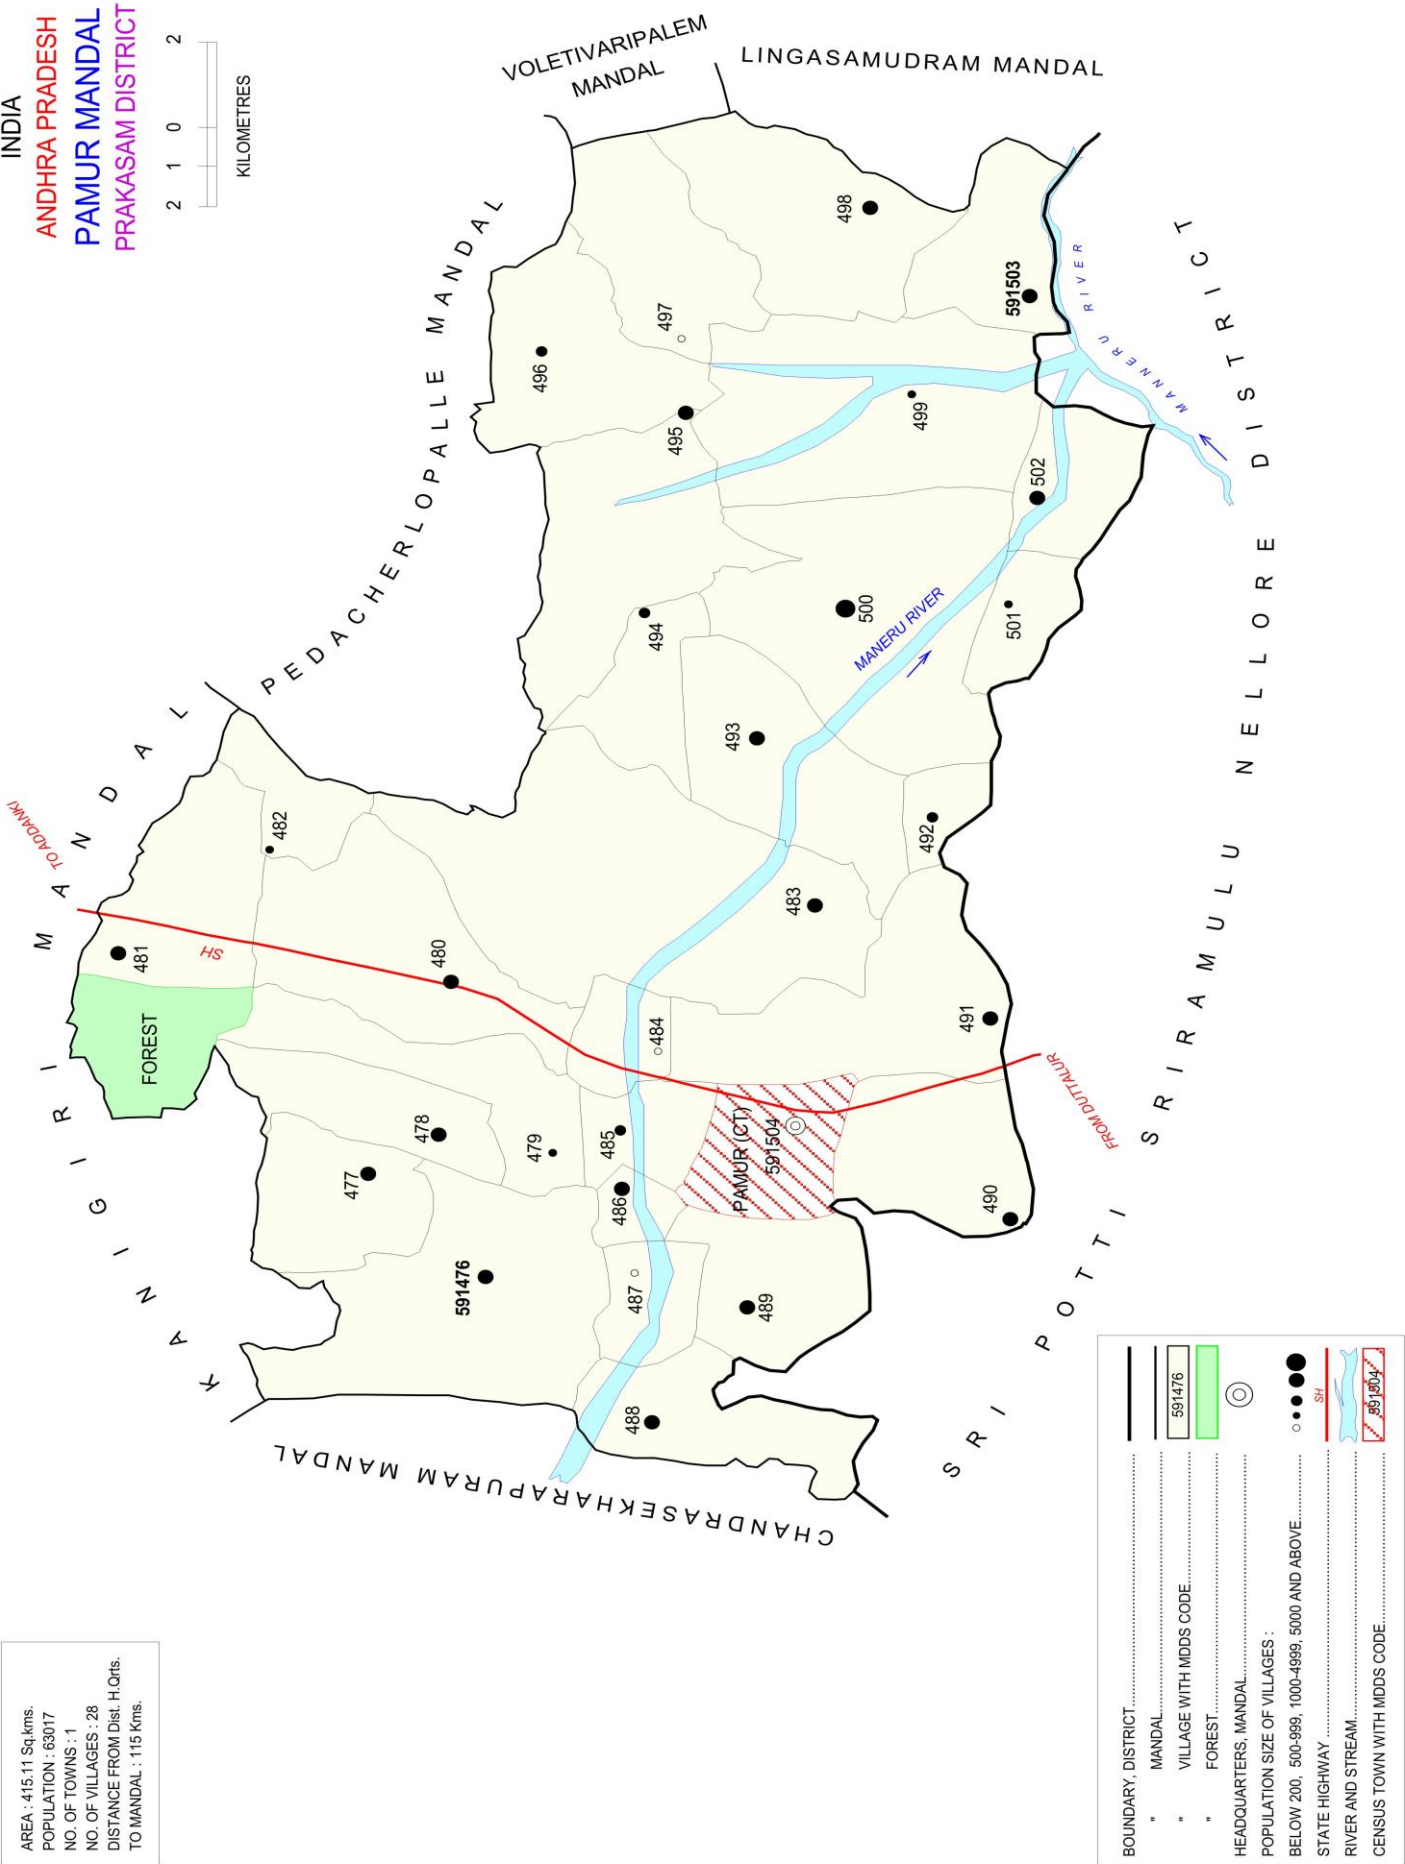 INDIA
ANDHRA PRADESH
PAMUR MANDAL
PRAKASAM DISTRICT
2 1 0 2
KILOMETRES
AREA : 415.11 Sq.kms.
POPULATION : 63017
NO. OF TOWNS : 1
NO. OF VILLAGES : 28
DISTANCE FROM Dist. H.Qrts.
TO MANDAL : 115 Kms.
VOLETIVARIPALEM
MANDAL
LINGASAMUDRAM MANDAL
PEDACHERLOPALLE MANDAL
KANIGIRI MANDAL
CHANDRASEKHARAPURAM MANDAL
SRI POTTI SRIRAMULU NELLORE DISTRICT
TO ADDANKI
SH
FROM DUTTALUR
FOREST
MANERU RIVER
MANNERU RIVER
RIVER
PAMUR (CT)
591504
591476
477
478
479
480
481
482
483
484
485
486
487
488
489
490
491
492
493
494
495
496
497
498
499
500
501
502
591503
BOUNDARY, DISTRICT
" MANDAL
" VILLAGE WITH MDDS CODE 591476
" FOREST
HEADQUARTERS, MANDAL
POPULATION SIZE OF VILLAGES :
BELOW 200, 500-999, 1000-4999, 5000 AND ABOVE
STATE HIGHWAY SH
RIVER AND STREAM
CENSUS TOWN WITH MDDS CODE 591504